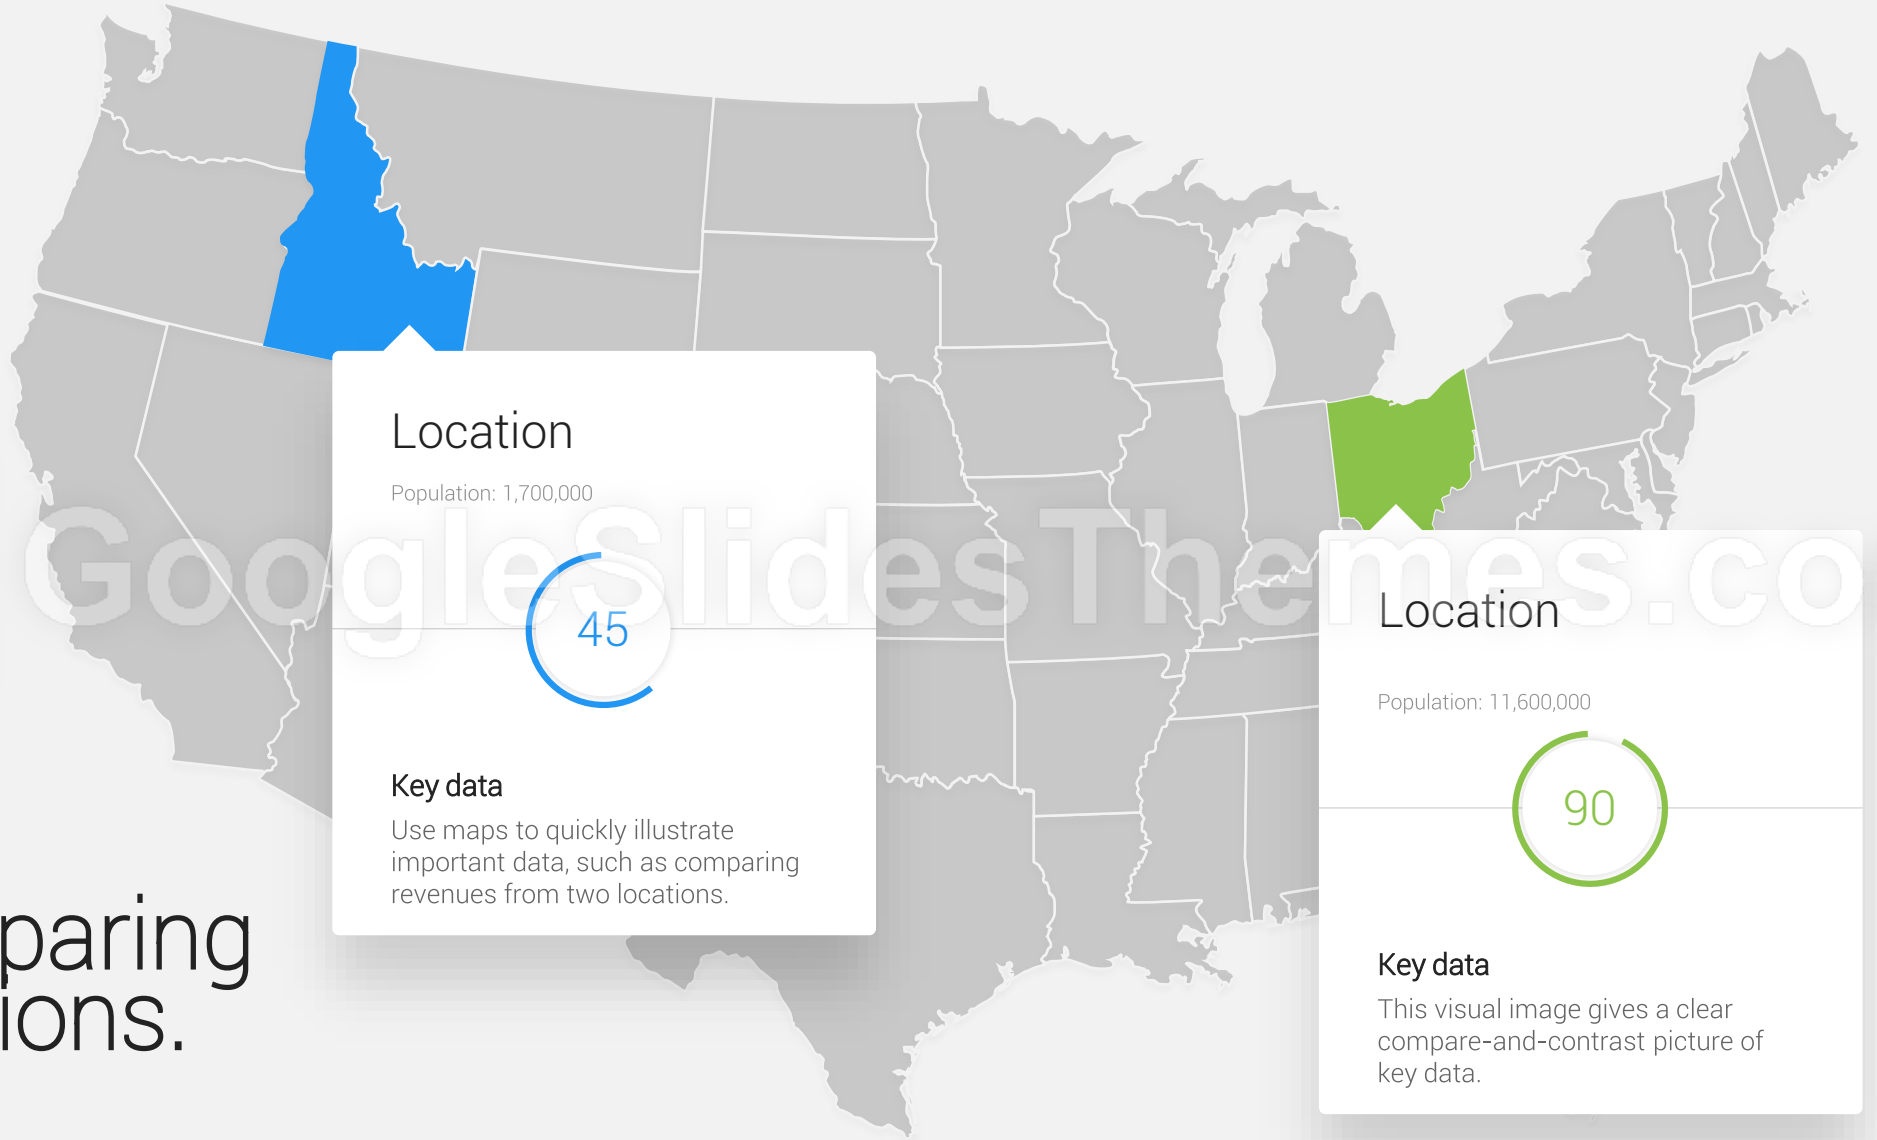 Location
Population: 1,700,000
45
Key data
Use maps to quickly illustrate
important data, such as comparing
revenues from two locations.
Location
Population: 11,600,000
90
Key data
This visual image gives a clear
compare-and-contrast picture of
key data.
paring
ions.
GoogleSlidesThemes.co